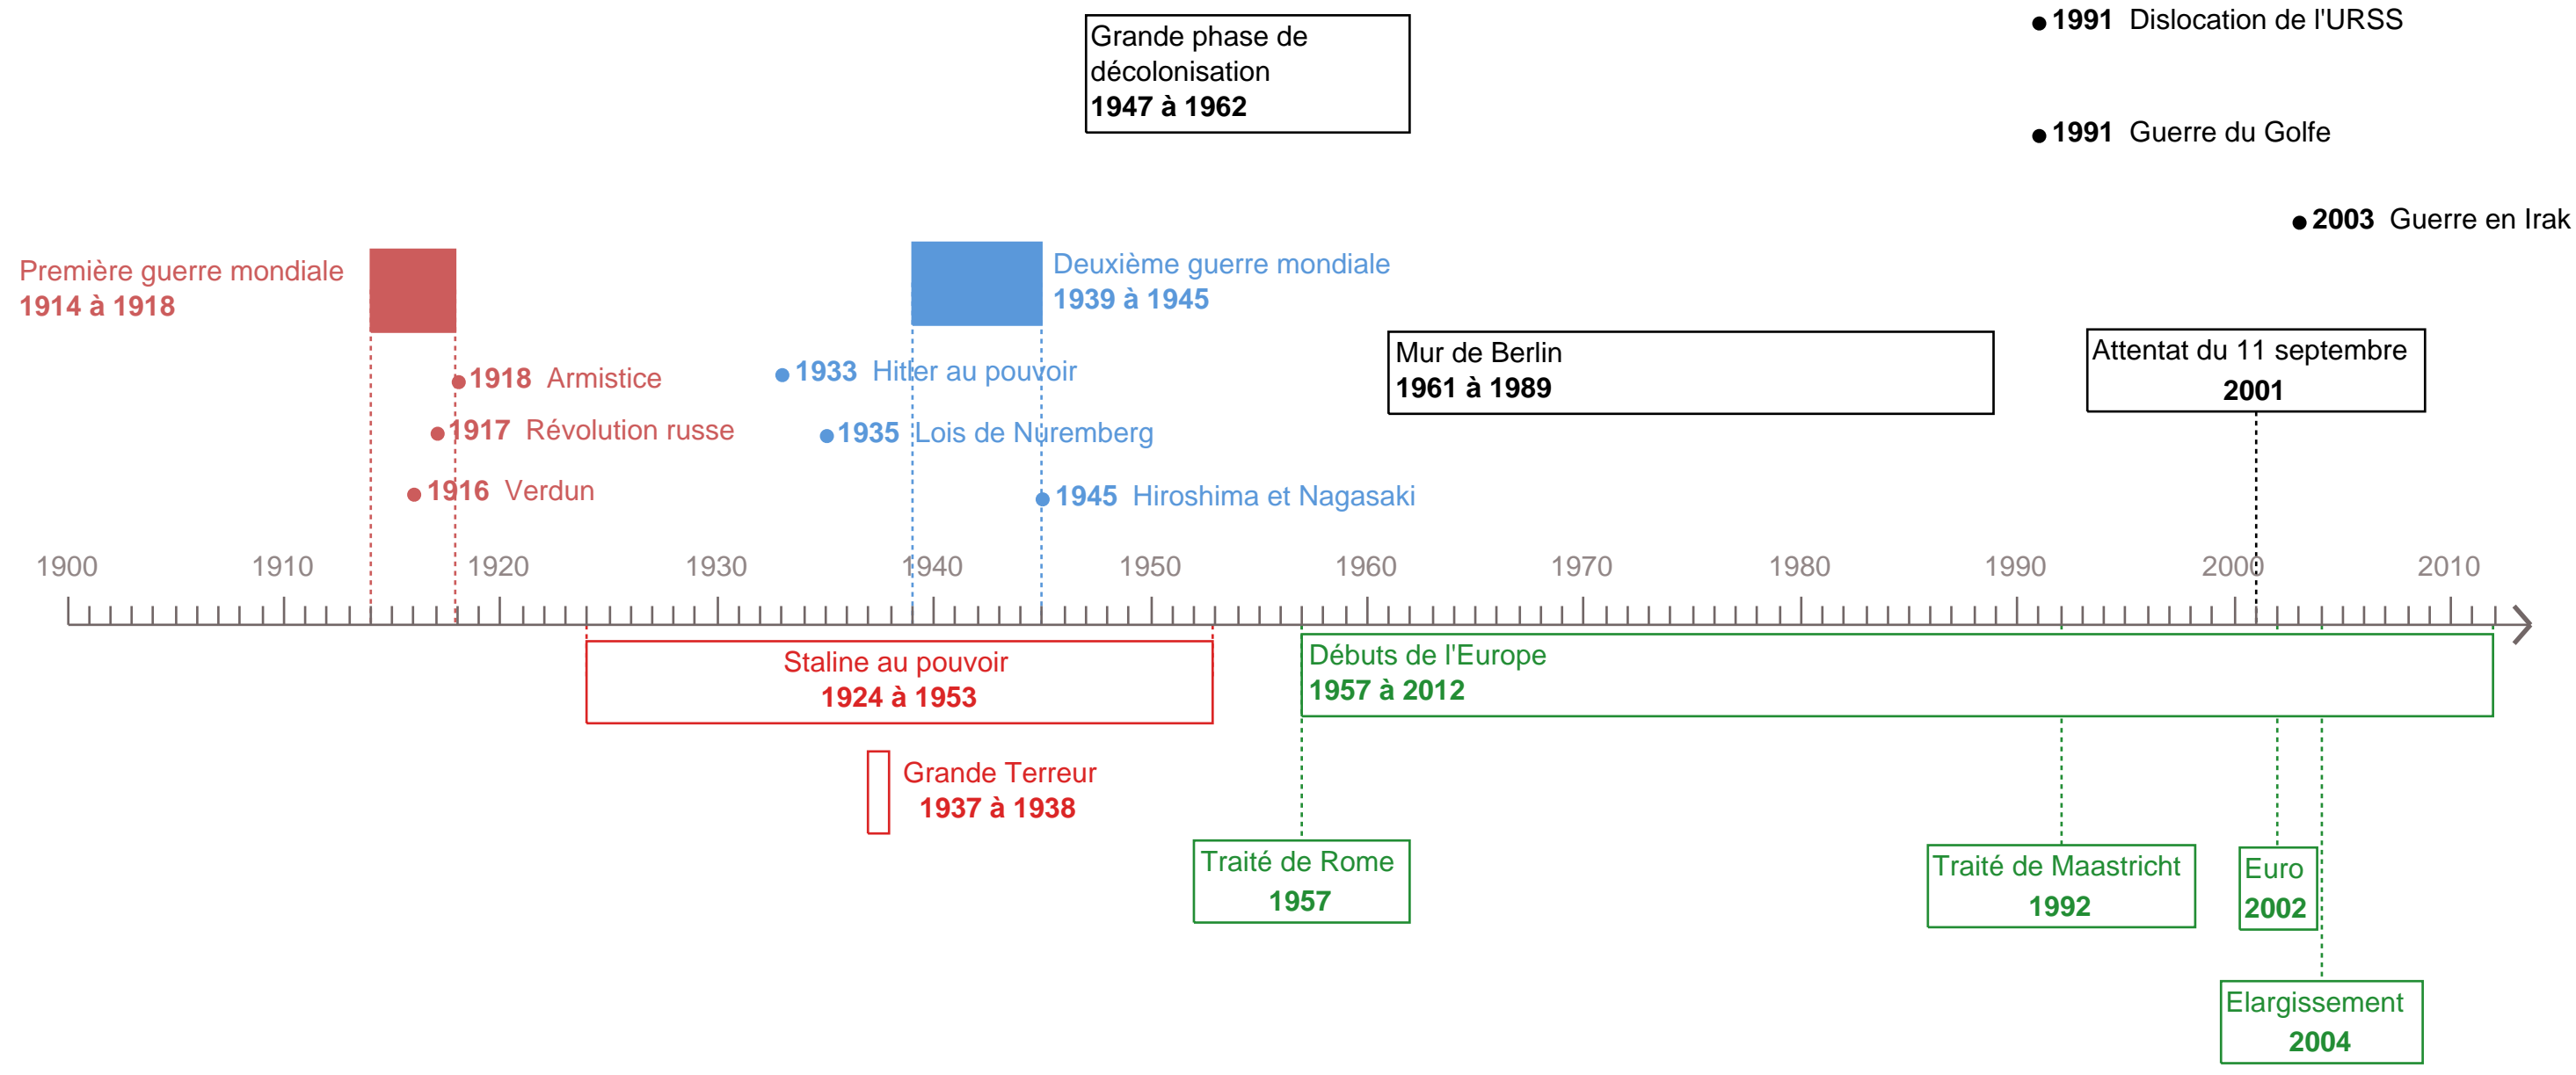 1991 Dislocation de l'URSS
Grande phase de
décolonisation
1947 à 1962
1991 Guerre du Golfe
2003 Guerre en Irak
Première guerre mondiale
1914 à 1918
Deuxième guerre mondiale
1939 à 1945
Mur de Berlin
1961 à 1989
Attentat du 11 septembre
2001
1918 Armistice
1917 Révolution russe
1916 Verdun
1933 Hitler au pouvoir
1935 Lois de Nuremberg
1945 Hiroshima et Nagasaki
1900 1910 1920 1930 1940 1950 1960 1970 1980 1990 2000 2010
Staline au pouvoir
1924 à 1953
Débuts de l'Europe
1957 à 2012
Grande Terreur
1937 à 1938
Traité de Rome
1957
Traité de Maastricht
1992
Euro
2002
Elargissement
2004